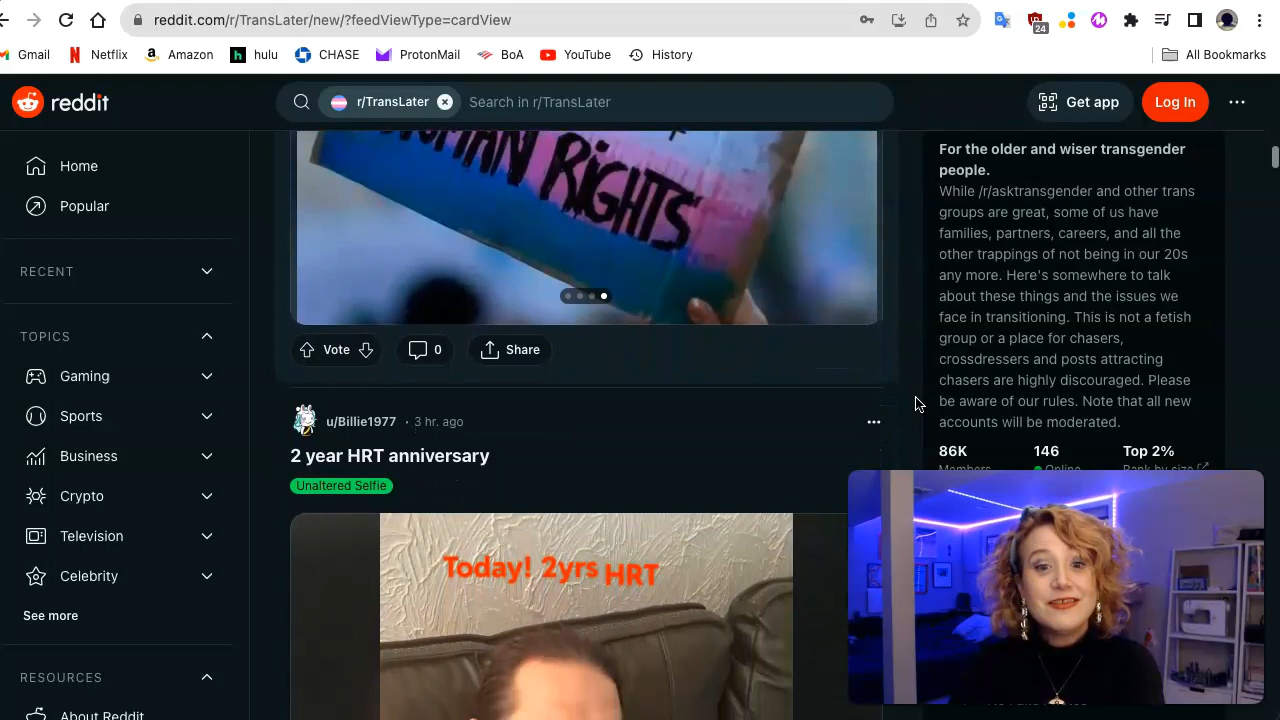 reddit.com/r/TransLater/new/?feedViewType=cardView
24
Gmail
Netflix
Amazon
hulu
CHASE
ProtonMail
BoA
YouTube
History
All Bookmarks
reddit
r/TransLater
Search in r/TransLater
Get app
Log In
Home
Popular
RECENT
TOPICS
Gaming
Sports
Business
Crypto
Television
Celebrity
See more
RESOURCES
About Reddit
HUMAN RIGHTS
Vote
0
Share
u/Billie1977 · 3 hr. ago
2 year HRT anniversary
Unaltered Selfie
Today! 2yrs HRT
For the older and wiser transgender
people.
While /r/asktransgender and other trans
groups are great, some of us have
families, partners, careers, and all the
other trappings of not being in our 20s
any more. Here's somewhere to talk
about these things and the issues we
face in transitioning. This is not a fetish
group or a place for chasers,
crossdressers and posts attracting
chasers are highly discouraged. Please
be aware of our rules. Note that all new
accounts will be moderated.
86K 146 Top 2%
Members Online Rank by size